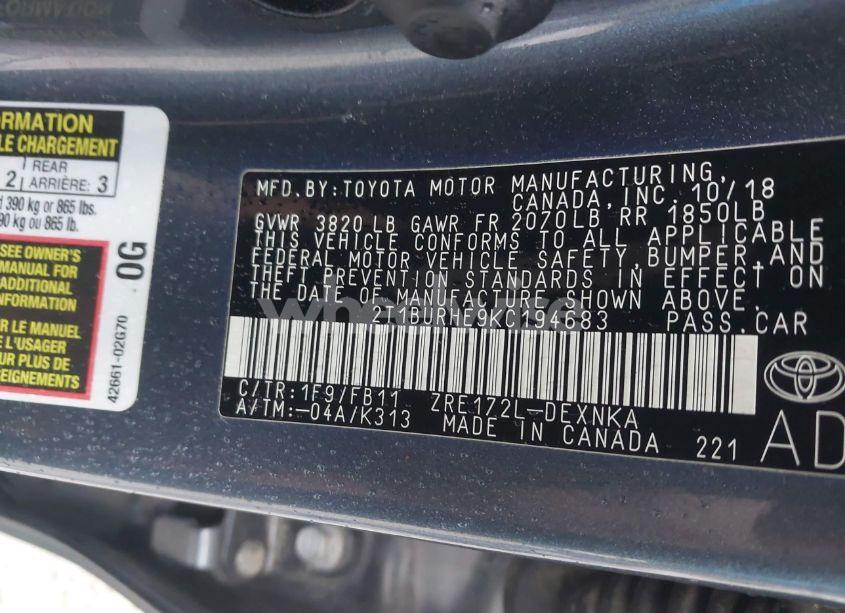 ORMATION
LE CHARGEMENT
2 REAR ARRIÈRE: 3
390 kg or 865 lbs.
90 kg ou 865 lb.
SEE OWNER'S
MANUAL FOR
ADDITIONAL
INFORMATION
LE MANUEL
DE L'USAGER
UR PLUS DE
SEIGNEMENTS
42661-02G70 0G
MFD. BY: TOYOTA MOTOR MANUFACTURING,
CANADA, INC. 10/18
GVWR 3820 LB GAWR FR 2070LB, RR 1850LB
THIS VEHICLE CONFORMS TO ALL APPLICABLE
FEDERAL MOTOR VEHICLE SAFETY, BUMPER, AND
THEFT PREVENTION STANDARDS IN EFFECT ON
THE DATE OF MANUFACTURE SHOWN ABOVE.
2T1BURHE9KC194683 PASS.CAR
C/TR: 1F9/FB11 ZRE172L-DEXNKA
A/TM: -04A/K313 MADE IN CANADA 221
AD